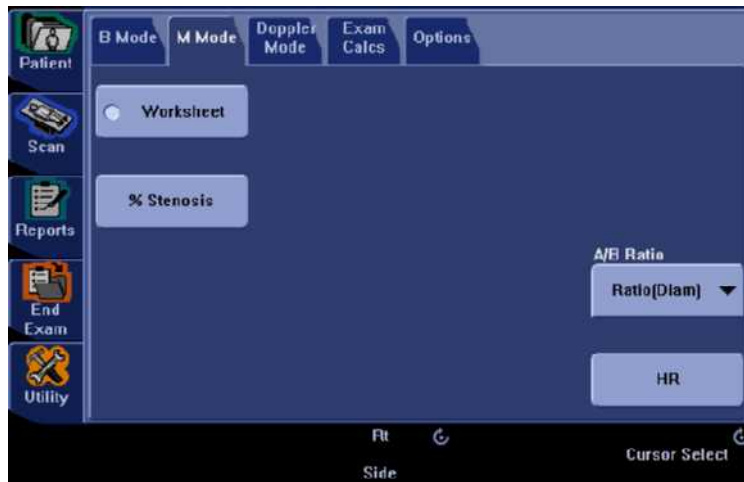 Patient
B Mode
M Mode
Doppler
Mode
Exam
Calcs
Options
Scan
Worksheet
Reports
% Stenosis
A/B Ratio
Ratio(Diam)
End
Exam
HR
Utility
Rt
Side
Cursor Select